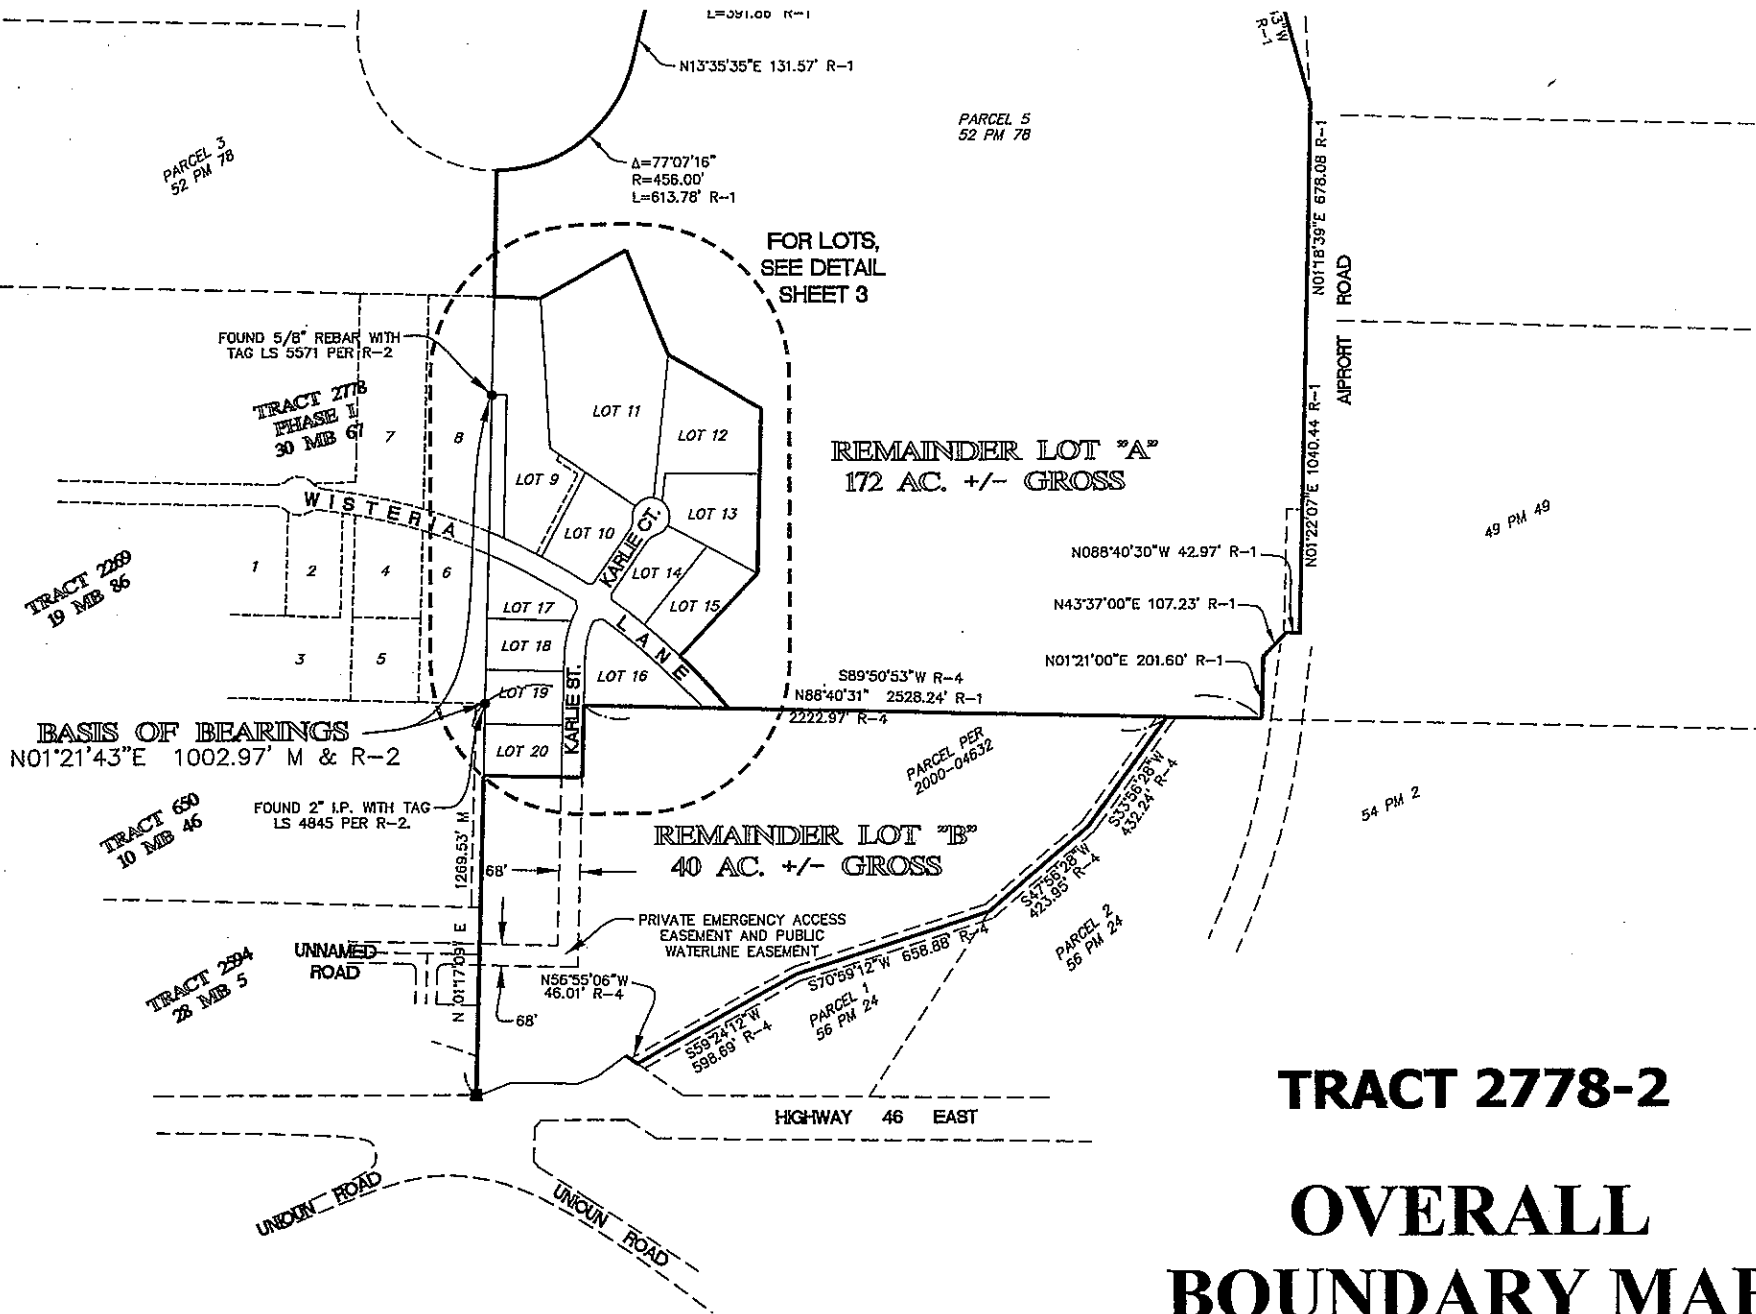 L=391.66 R-1
N13°35'35"E 131.57' R-1
13"W
R-1
PARCEL 5
52 PM 78
PARCEL 3
52 PM 78
Δ=77°07'16"
R=456.00'
L=613.78' R-1
N01°18'39"E 678.08 R-1
FOR LOTS,
SEE DETAIL
SHEET 3
AIPRORT ROAD
FOUND 5/8" REBAR WITH
TAG LS 5571 PER R-2
TRACT 2778
PHASE I
30 MB 67
7
8
LOT 11
LOT 12
REMAINDER LOT "A"
172 AC. +/- GROSS
N01°22'07"E 1040.44 R-1
LOT 9
LOT 10
LOT 13
KARLIE CT.
WISTERIA
LANE
49 PM 49
N088°40'30"W 42.97' R-1
TRACT 2269
19 MB 86
1
2
4
6
LOT 14
LOT 15
N43°37'00"E 107.23' R-1
LOT 17
LOT 18
3
5
LOT 16
N01°21'00"E 201.60' R-1
LOT 19
S89°50'53"W R-4
N88°40'31" 2528.24' R-1
2222.97' R-4
KARLIE ST.
BASIS OF BEARINGS
N01°21'43"E 1002.97' M & R-2
LOT 20
PARCEL PER
2000-04632
S33°56'28"W
432.24' R-4
54 PM 2
TRACT 650
10 MB 46
FOUND 2" I.P. WITH TAG
LS 4845 PER R-2.
REMAINDER LOT "B"
40 AC. +/- GROSS
68'
N 01°17'09" E 1269.53' M
S47°56'28"W
423.95' R-4
PRIVATE EMERGENCY ACCESS
EASEMENT AND PUBLIC
WATERLINE EASEMENT
UNNAMED
ROAD
PARCEL 2
56 PM 24
TRACT 2594
28 MB 5
S70°59'12"W 658.68' R-4
N56°55'06"W
46.01' R-4
68'
PARCEL 1
56 PM 24
S59°24'12"W
598.69' R-4
HIGHWAY 46 EAST
TRACT 2778-2
UNIOUN ROAD
UNIOUN ROAD
OVERALL
BOUNDARY MAP